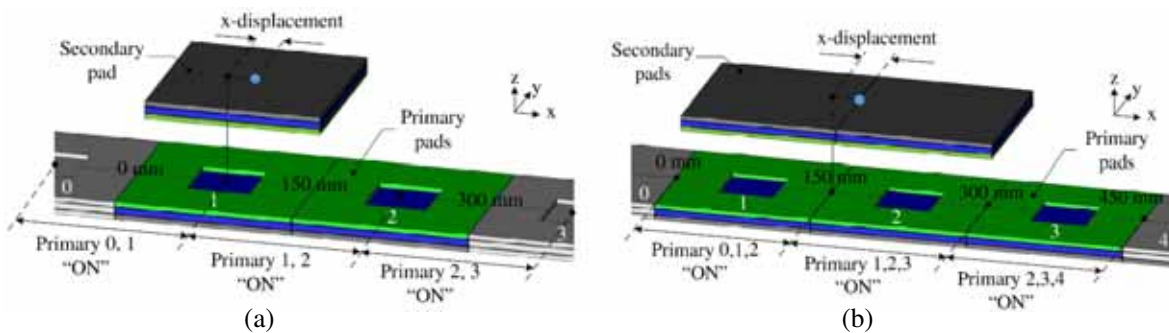 x-displacement
Secondary
pad
z
y
x
Primary
pads
0 mm
150 mm
300 mm
0
1
2
3
Primary 0, 1
“ON”
Primary 1, 2
“ON”
Primary 2, 3
“ON”
(a)
x-displacement
Secondary
pads
z
y
x
Primary
pads
0 mm
150 mm
300 mm
450 mm
0
1
2
3
4
Primary 0,1,2
“ON”
Primary 1,2,3
“ON”
Primary 2,3,4
“ON”
(b)